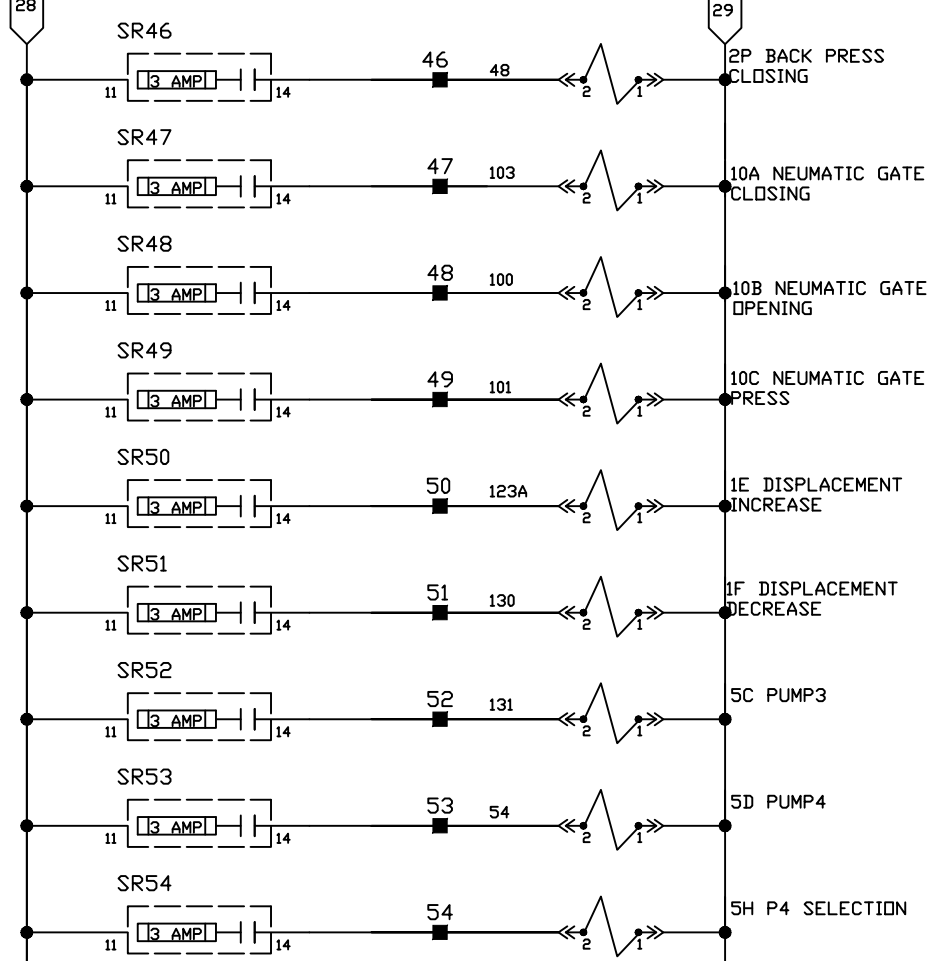 28
29
SR46
3 AMP
11
14
46
48
2
1
2P BACK PRESS
CLOSING
SR47
3 AMP
11
14
47
103
2
1
10A NEUMATIC GATE
CLOSING
SR48
3 AMP
11
14
48
100
2
1
10B NEUMATIC GATE
OPENING
SR49
3 AMP
11
14
49
101
2
1
10C NEUMATIC GATE
PRESS
SR50
3 AMP
11
14
50
123A
2
1
1E DISPLACEMENT
INCREASE
SR51
3 AMP
11
14
51
130
2
1
1F DISPLACEMENT
DECREASE
SR52
3 AMP
11
14
52
131
2
1
5C PUMP3
SR53
3 AMP
11
14
53
54
2
1
5D PUMP4
SR54
3 AMP
11
14
54
2
1
5H P4 SELECTION